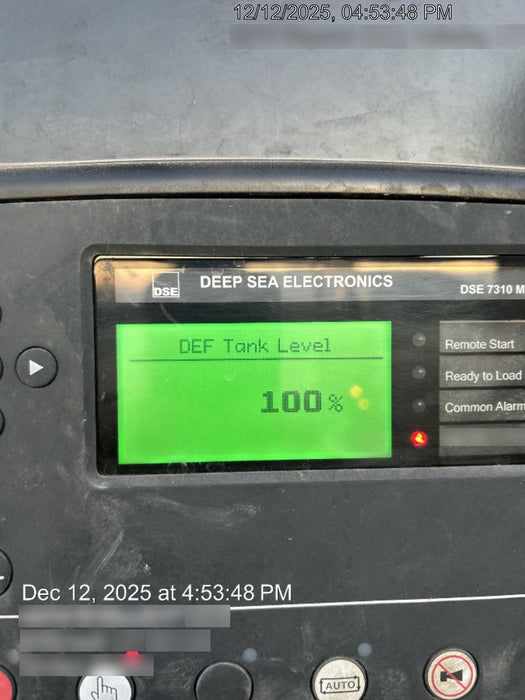 12/12/2025, 04:53:48 PM
DSE
DEEP SEA ELECTRONICS
DSE 7310 M
DEF Tank Level
100%
Remote Start
Ready to Load
Common Alarm
Dec 12, 2025 at 4:53:48 PM
AUTO